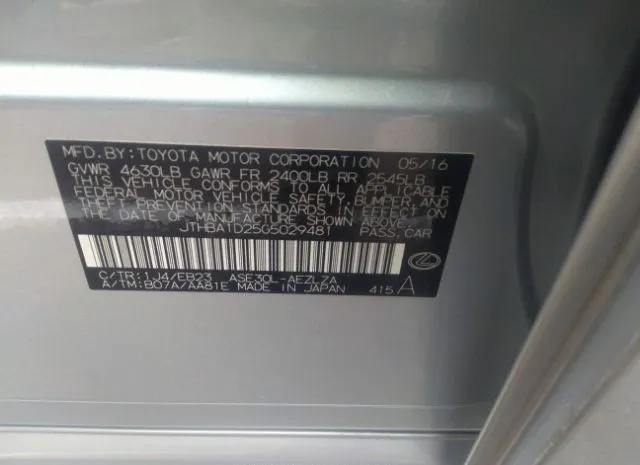 MFD.BY:TOYOTA MOTOR CORPORATION 05/16
GVWR 4630LB GAWR FR 2400LB RR 2645LB
THIS VEHICLE CONFORMS TO ALL APPLICABLE
FEDERAL MOTOR VEHICLE SAFETY, BUMPER, AND
THEFT PREVENTION STANDARDS IN EFFECT ON
THE DATE OF MANUFACTURE SHOWN ABOVE.
JTHBA1D25G5029481 PASS.CAR
C/TR:1J4/EB23 ASE30L-AEZLZA
A/TM:B07A/AA81E MADE IN JAPAN 415 A